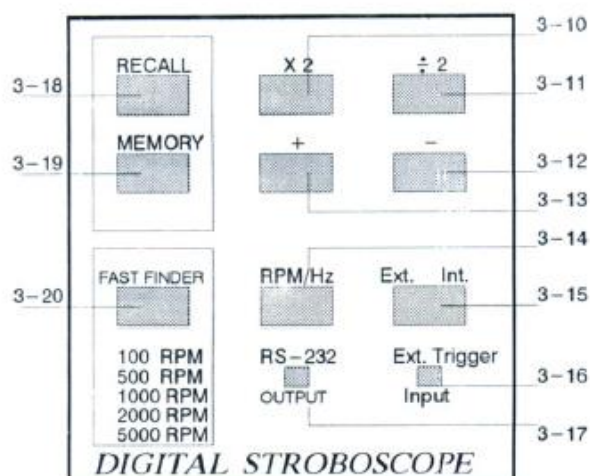 3-10
RECALL X 2 ÷ 2
3-18 3-11
MEMORY + -
3-19 3-12
3-13
3-14
FAST FINDER RPM/Hz Ext. Int.
3-20 3-15
100 RPM RS-232 Ext. Trigger
500 RPM 3-16
1000 RPM OUTPUT Input
2000 RPM
5000 RPM 3-17
DIGITAL STROBOSCOPE